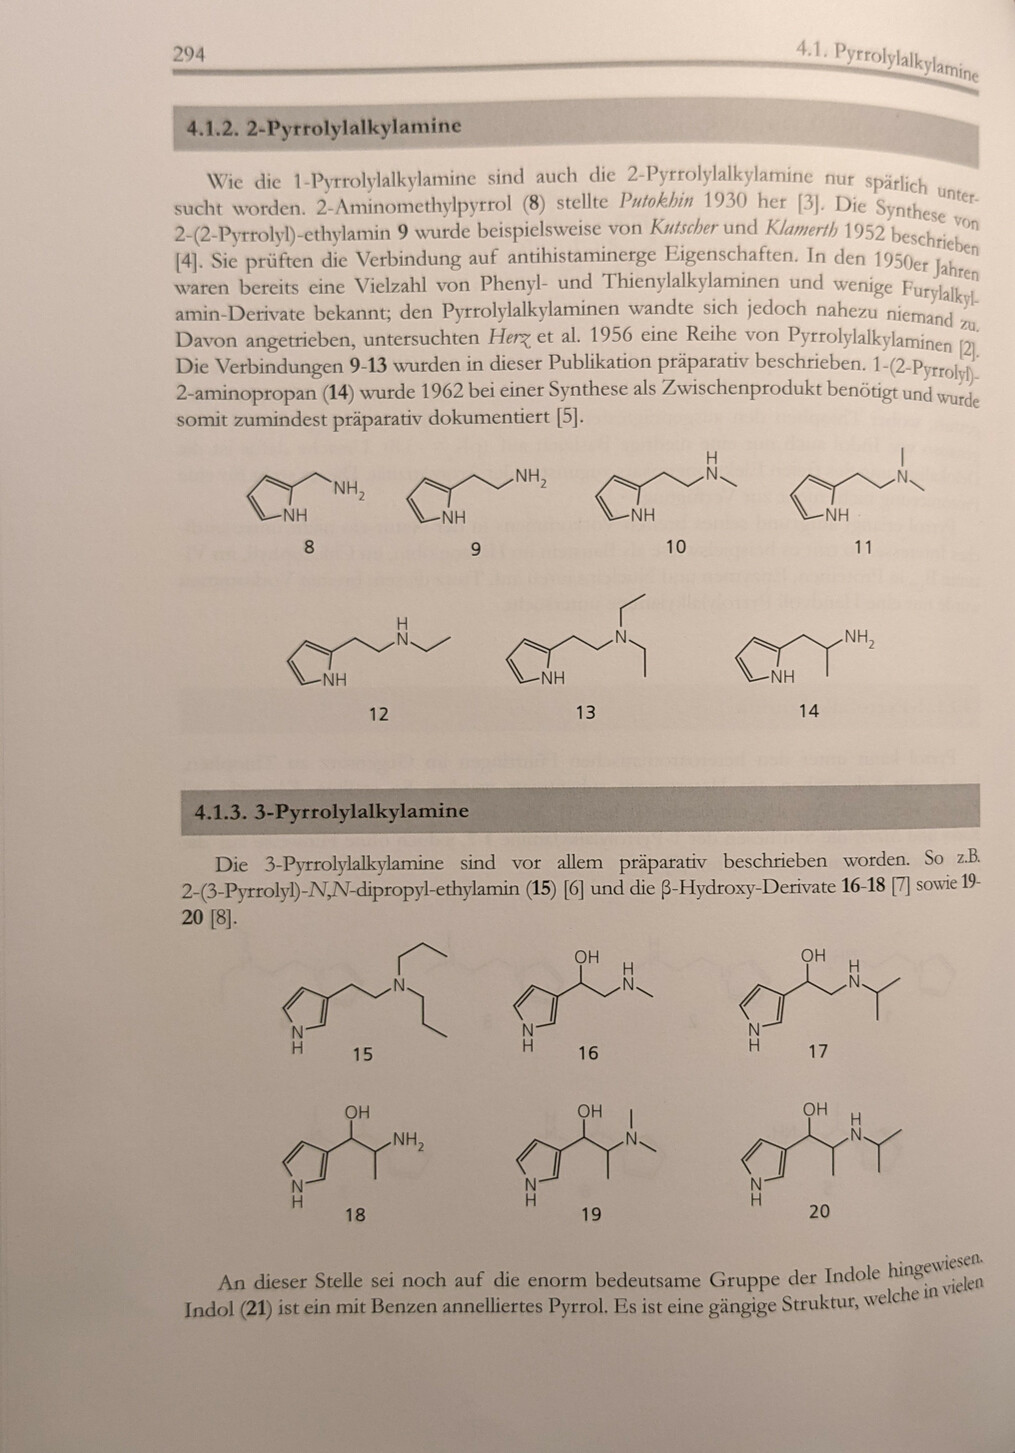 294
4.1. Pyrrolylalkylamine
4.1.2. 2-Pyrrolylalkylamine
Wie die 1-Pyrrolylalkylamine sind auch die 2-Pyrrolylalkylamine nur spärlich unter-
sucht worden. 2-Aminomethylpyrrol (8) stellte Putokhin 1930 her [3]. Die Synthese von
2-(2-Pyrrolyl)-ethylamin 9 wurde beispielsweise von Kutscher und Klamerth 1952 beschrieben
[4]. Sie prüften die Verbindung auf antihistaminerge Eigenschaften. In den 1950er Jahren
waren bereits eine Vielzahl von Phenyl- und Thienylalkylaminen und wenige Furylalkyl-
amin-Derivate bekannt; den Pyrrolylalkylaminen wandte sich jedoch nahezu niemand zu.
Davon angetrieben, untersuchten Herz et al. 1956 eine Reihe von Pyrrolylalkylaminen [2].
Die Verbindungen 9-13 wurden in dieser Publikation präparativ beschrieben. 1-(2-Pyrrolyl)-
2-aminopropan (14) wurde 1962 bei einer Synthese als Zwischenprodukt benötigt und wurde
somit zumindest präparativ dokumentiert [5].
NH2 NH2 H N N
NH NH NH NH
8 9 10 11
H N N NH2
NH NH NH
12 13 14
4.1.3. 3-Pyrrolylalkylamine
Die 3-Pyrrolylalkylamine sind vor allem präparativ beschrieben worden. So z.B.
2-(3-Pyrrolyl)-N,N-dipropyl-ethylamin (15) [6] und die β-Hydroxy-Derivate 16-18 [7] sowie 19-
20 [8].
N OH H N OH H N
N H N H N H
15 16 17
OH NH2 OH N OH H N
N H N H N H
18 19 20
An dieser Stelle sei noch auf die enorm bedeutsame Gruppe der Indole hingewiesen.
Indol (21) ist ein mit Benzen annelliertes Pyrrol. Es ist eine gängige Struktur, welche in vielen